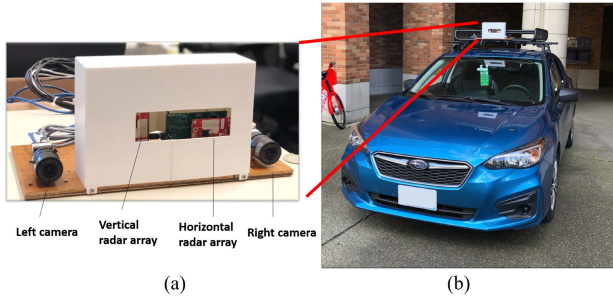 Left camera
Vertical
radar array
Horizontal
radar array
Right camera
(a)
(b)